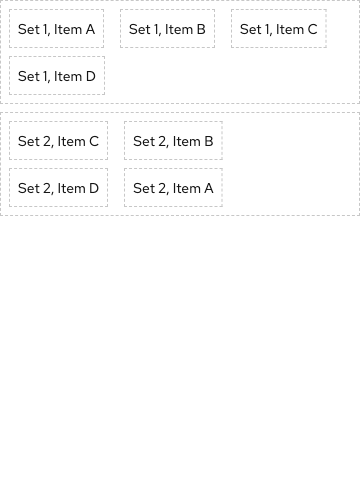 Set 1, Item A Set 1, Item B Set 1, Item C
Set 1, Item D
Set 2, Item C Set 2, Item B
Set 2, Item D Set 2, Item A